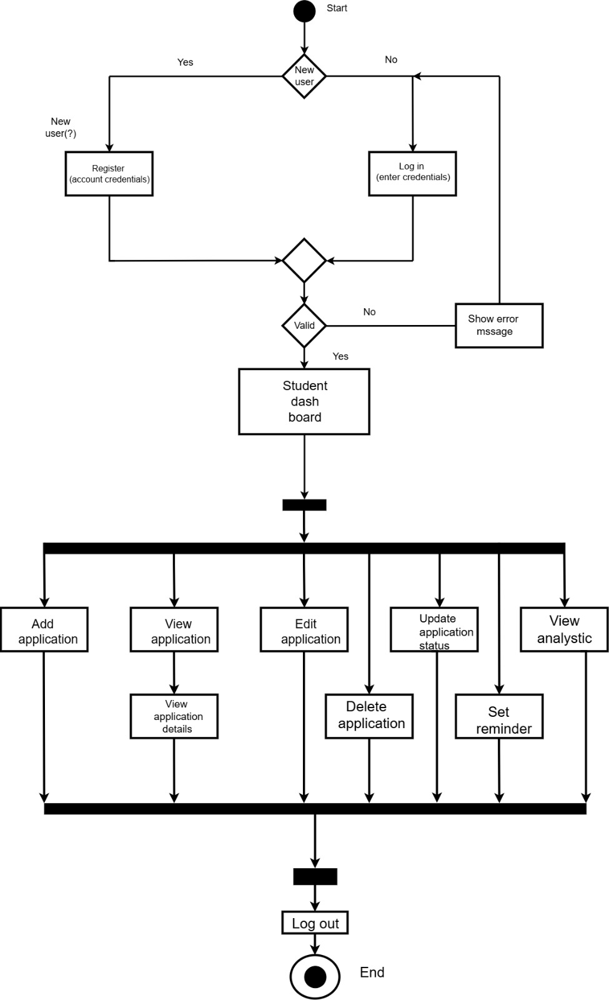 Start
Yes
No
New
user
New
user(?)
Register
(account credentials)
Log in
(enter credentials)
Valid
No
Show error
mssage
Yes
Student
dash
board
Add
application
View
application
Edit
application
Update
application
status
View
analystic
View
application
details
Delete
application
Set
reminder
Log out
End